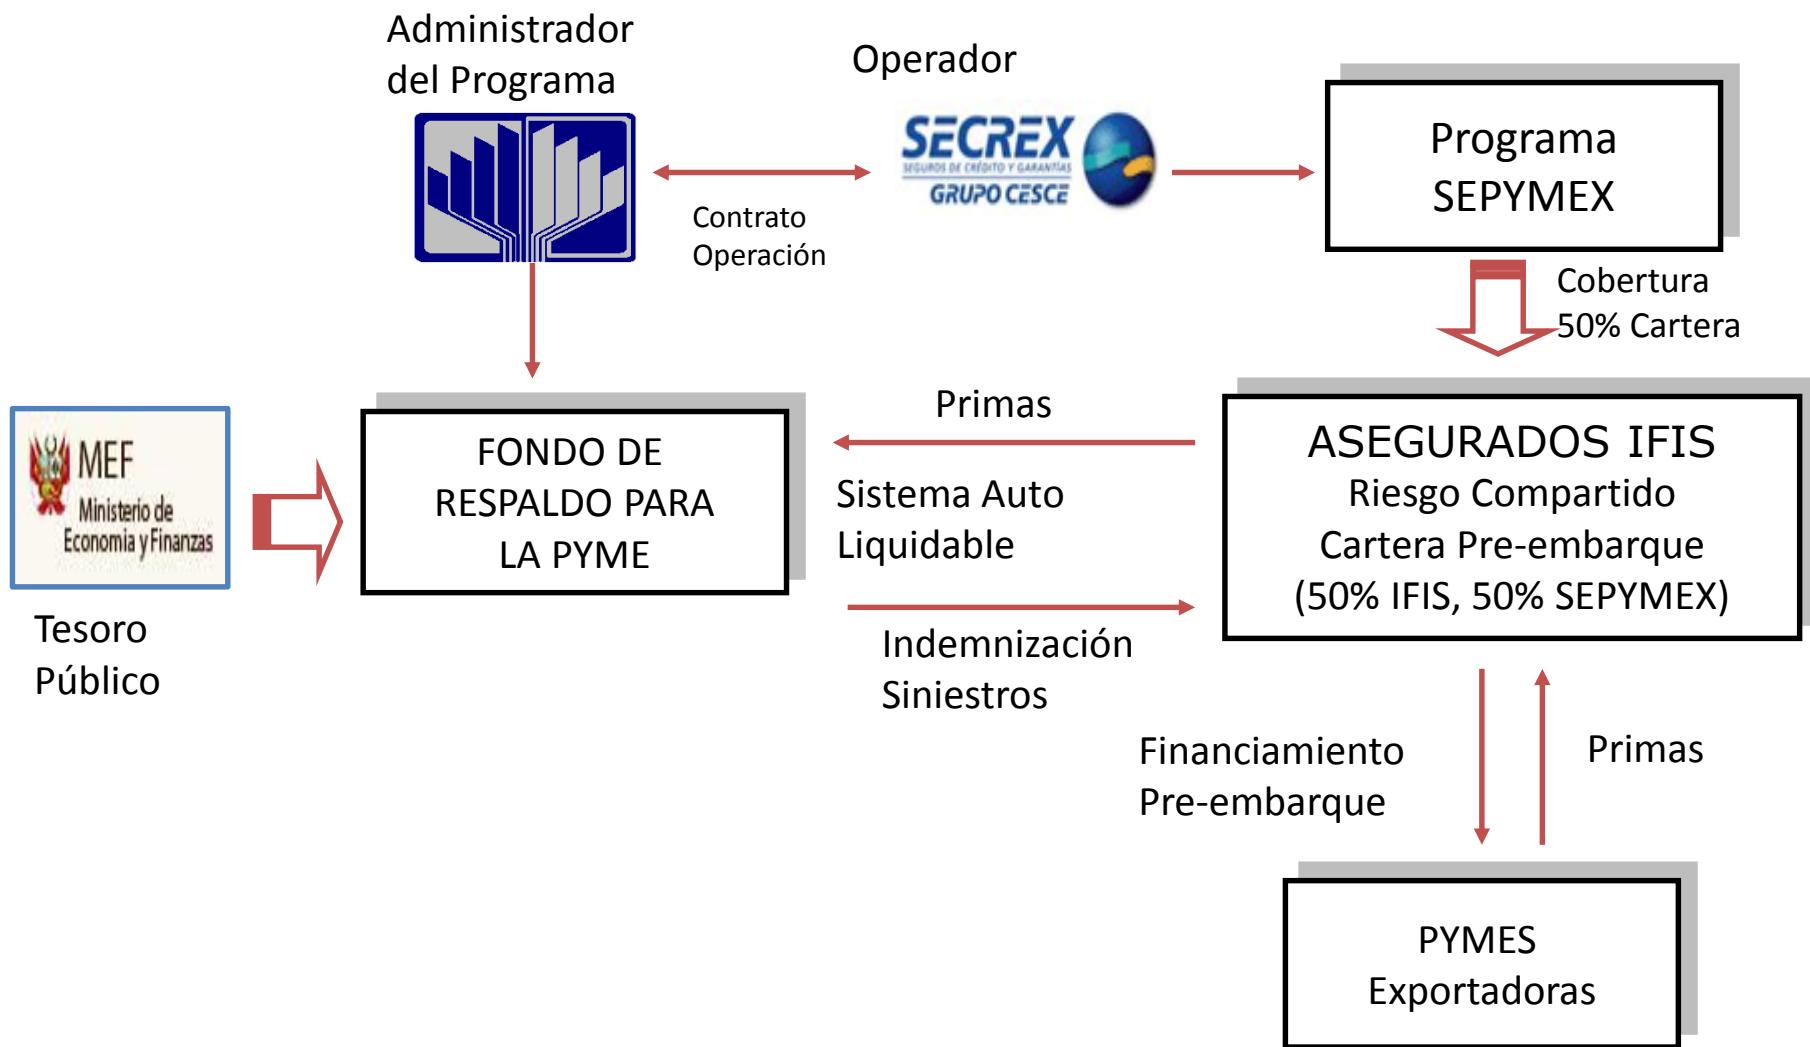 Administrador
del Programa
Operador
SECREX
SEGUROS DE CRÉDITO Y GARANTÍAS
GRUPO CESCE
Programa
SEPYMEX
Contrato
Operación
Cobertura
50% Cartera
MEF
Ministerio de
Economia y Finanzas
Tesoro
Público
FONDO DE
RESPALDO PARA
LA PYME
Primas
Sistema Auto
Liquidable
Indemnización
Siniestros
ASEGURADOS IFIS
Riesgo Compartido
Cartera Pre-embarque
(50% IFIS, 50% SEPYMEX)
Financiamiento
Pre-embarque
Primas
PYMES
Exportadoras